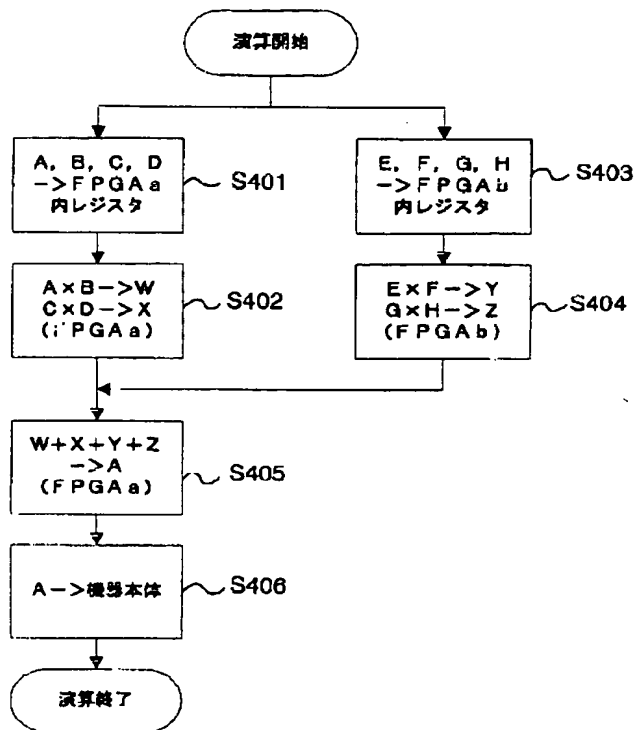 演算開始
A, B, C, D
－>FPGAa
内レジスタ
S401
E, F, G, H
－>FPGAb
内レジスタ
S403
A×B－>W
C×D－>X
(FPGAa)
S402
E×F－>Y
G×H－>Z
(FPGAb)
S404
W+X+Y+Z
－>A
(FPGAa)
S405
A－>機器本体
S406
演算終了